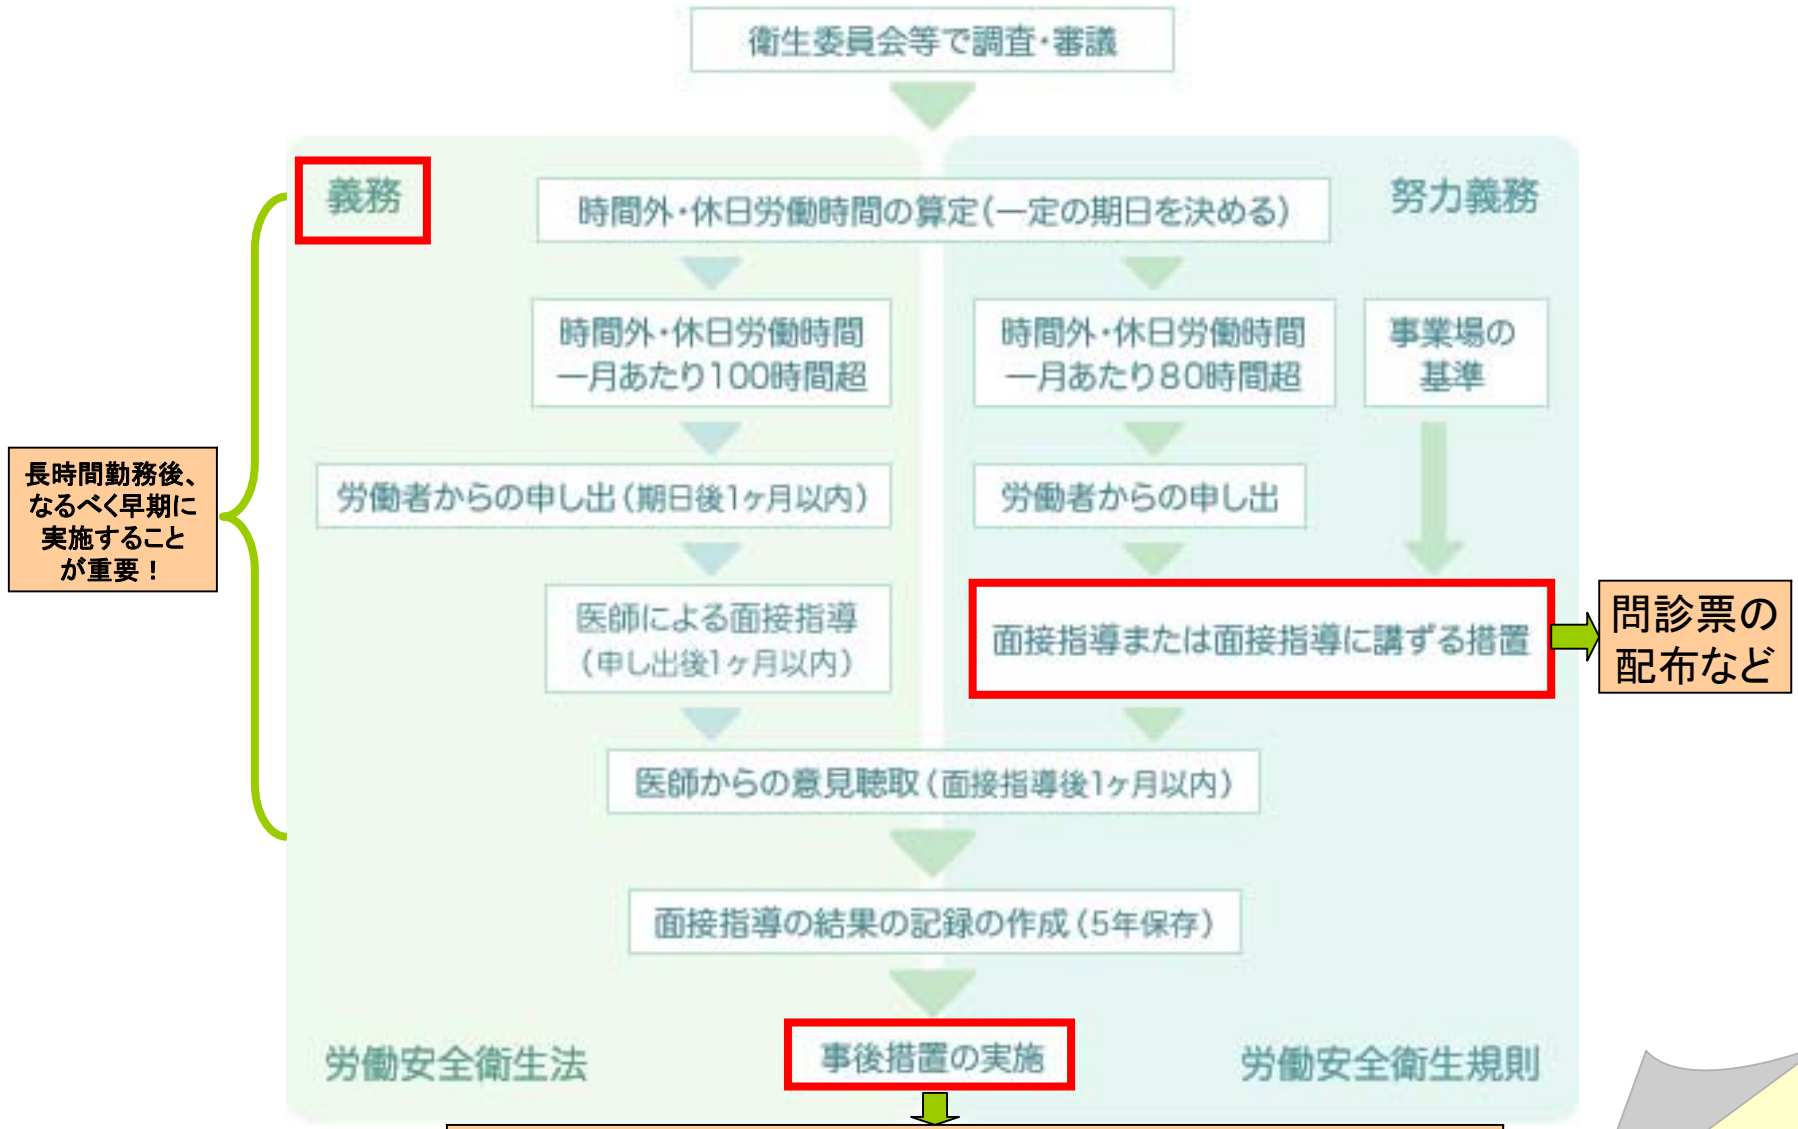 衛生委員会等で調査・審議
義務
努力義務
時間外・休日労働時間の算定(一定の期日を決める)
時間外・休日労働時間
一月あたり100時間超
時間外・休日労働時間
一月あたり80時間超
事業場の
基準
長時間勤務後、
なるべく早期に
実施すること
が重要！
労働者からの申し出(期日後1ヶ月以内)
労働者からの申し出
医師による面接指導
(申し出後1ヶ月以内)
面接指導または面接指導に講ずる措置
問診票の
配布など
医師からの意見聴取(面接指導後1ヶ月以内)
面接指導の結果の記録の作成(5年保存)
労働安全衛生法
事後措置の実施
労働安全衛生規則